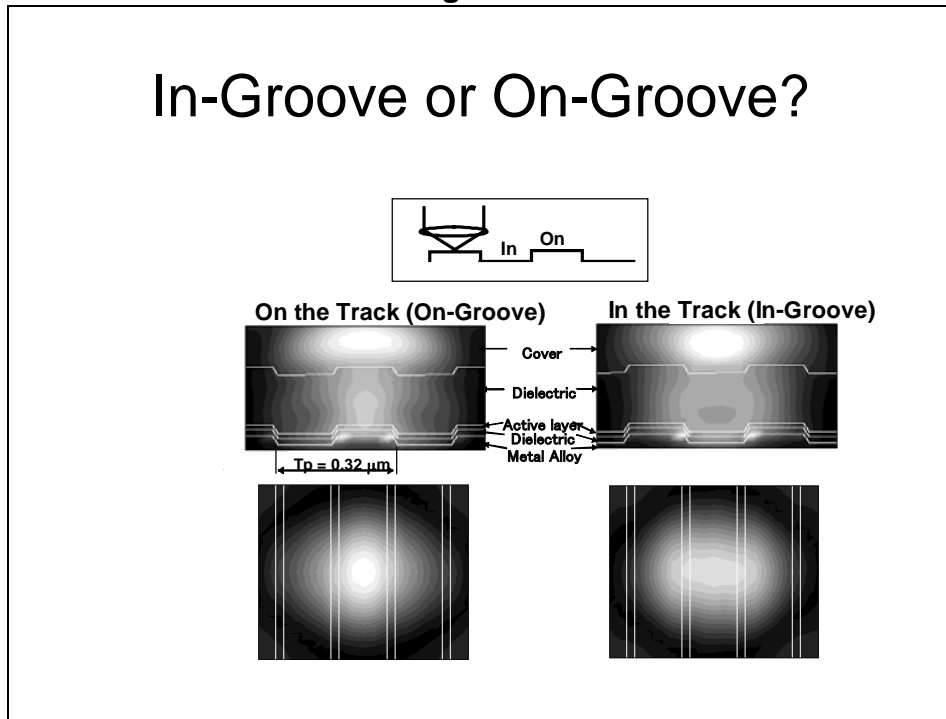 In-Groove or On-Groove?
In On
On the Track (On-Groove)
In the Track (In-Groove)
Cover
Dielectric
Active layer
Dielectric
Metal Alloy
Tp = 0.32 μm